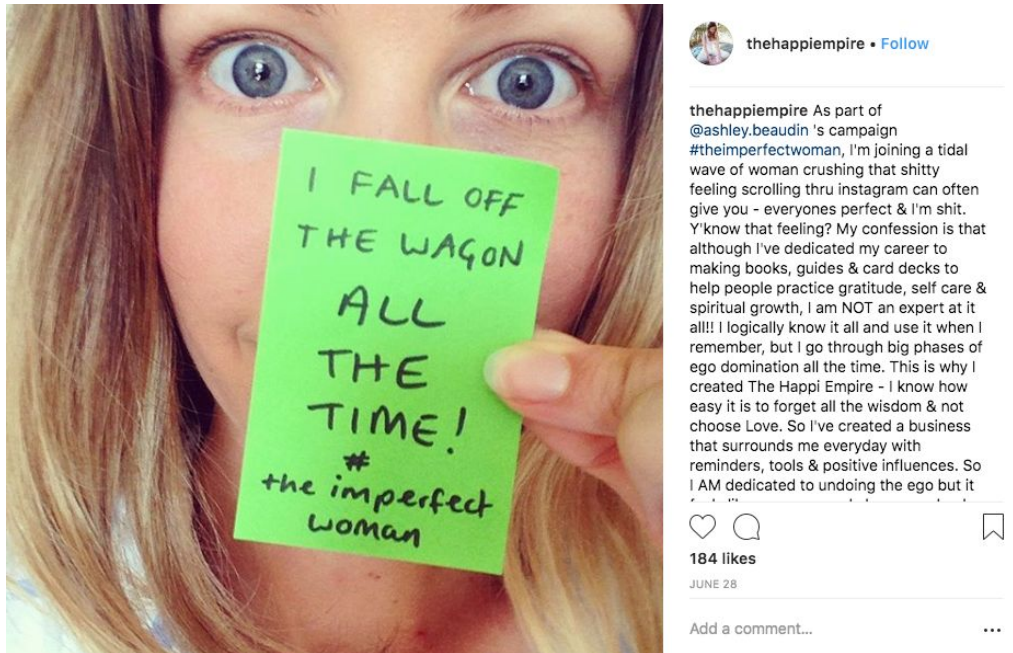 I FALL OFF
THE WAGON
ALL
THE
TIME!
#
the imperfect
woman
thehappiempire • Follow
thehappiempire As part of
@ashley.beaudin 's campaign
#theimperfectwoman, I'm joining a tidal
wave of woman crushing that shitty
feeling scrolling thru instagram can often
give you - everyones perfect & I'm shit.
Y'know that feeling? My confession is that
although I've dedicated my career to
making books, guides & card decks to
help people practice gratitude, self care &
spiritual growth, I am NOT an expert at it
all!! I logically know it all and use it when I
remember, but I go through big phases of
ego domination all the time. This is why I
created The Happi Empire - I know how
easy it is to forget all the wisdom & not
choose Love. So I've created a business
that surrounds me everyday with
reminders, tools & positive influences. So
I AM dedicated to undoing the ego but it
184 likes
JUNE 28
Add a comment...